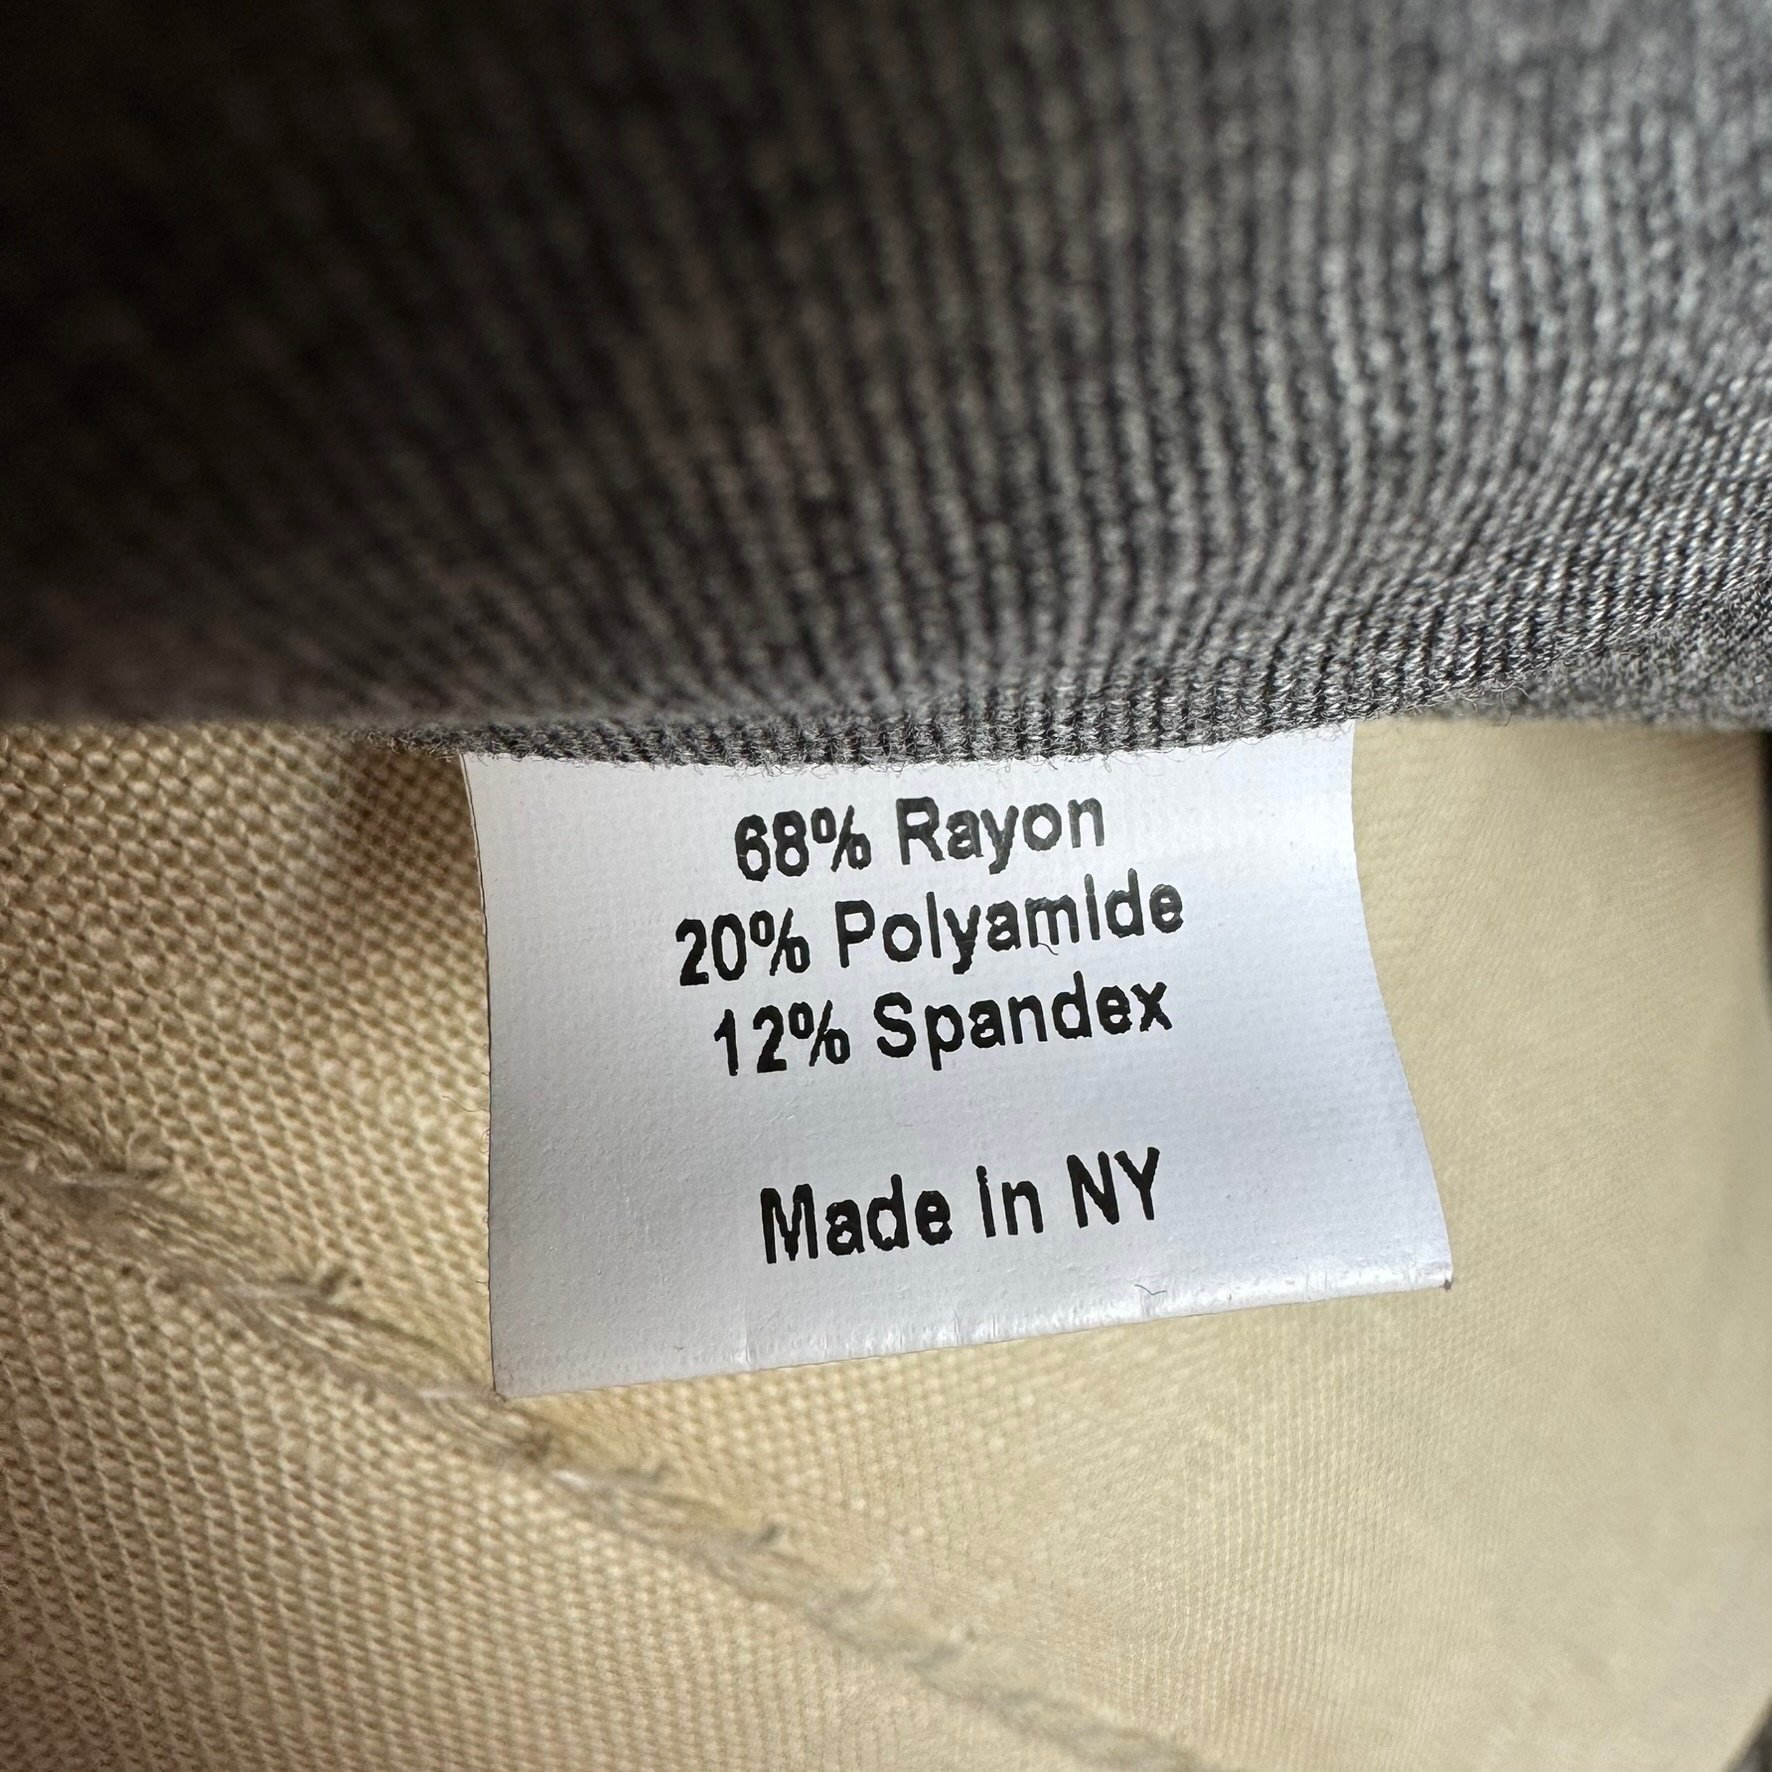 68% Rayon
20% Polyamide
12% Spandex
Made in NY